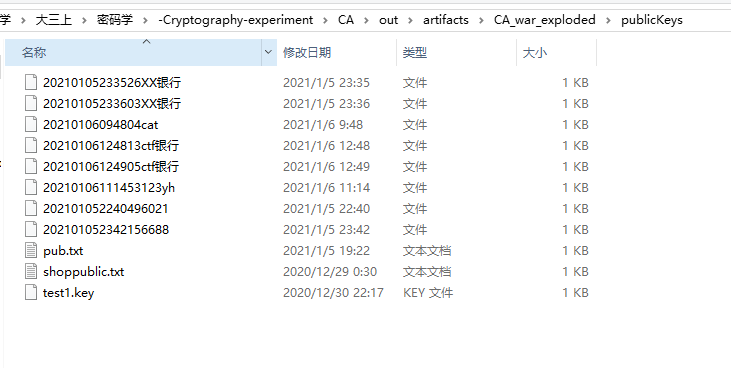 学 > 大三上 > 密码学 > -Cryptography-experiment > CA > out > artifacts > CA_war_exploded > publicKeys
名称 修改日期 类型 大小
20210105233526XX银行 2021/1/5 23:35 文件 1 KB
20210105233603XX银行 2021/1/5 23:36 文件 1 KB
20210106094804cat 2021/1/6 9:48 文件 1 KB
20210106124813ctf银行 2021/1/6 12:48 文件 1 KB
20210106124905ctf银行 2021/1/6 12:49 文件 1 KB
20210106111453123yh 2021/1/6 11:14 文件 1 KB
202101052240496021 2021/1/5 22:40 文件 1 KB
202101052342156688 2021/1/5 23:42 文件 1 KB
pub.txt 2021/1/5 19:22 文本文档 1 KB
shoppublic.txt 2020/12/29 0:30 文本文档 1 KB
test1.key 2020/12/30 22:17 KEY 文件 1 KB